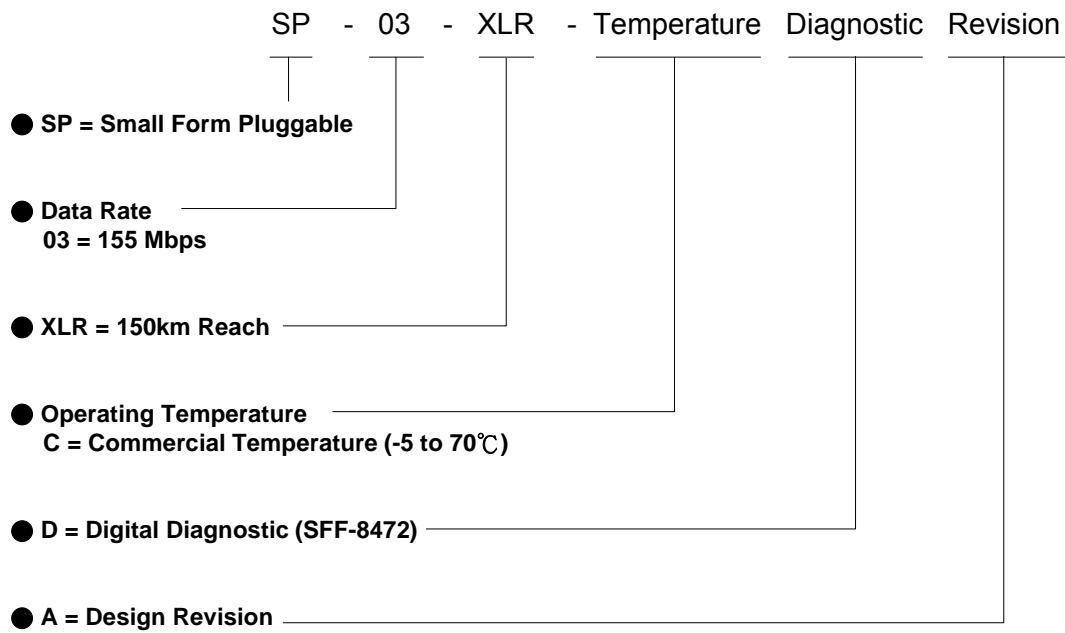 SP - 03 - XLR - Temperature Diagnostic Revision
● SP = Small Form Pluggable
● Data Rate
03 = 155 Mbps
● XLR = 150km Reach
● Operating Temperature
C = Commercial Temperature (-5 to 70℃)
● D = Digital Diagnostic (SFF-8472)
● A = Design Revision